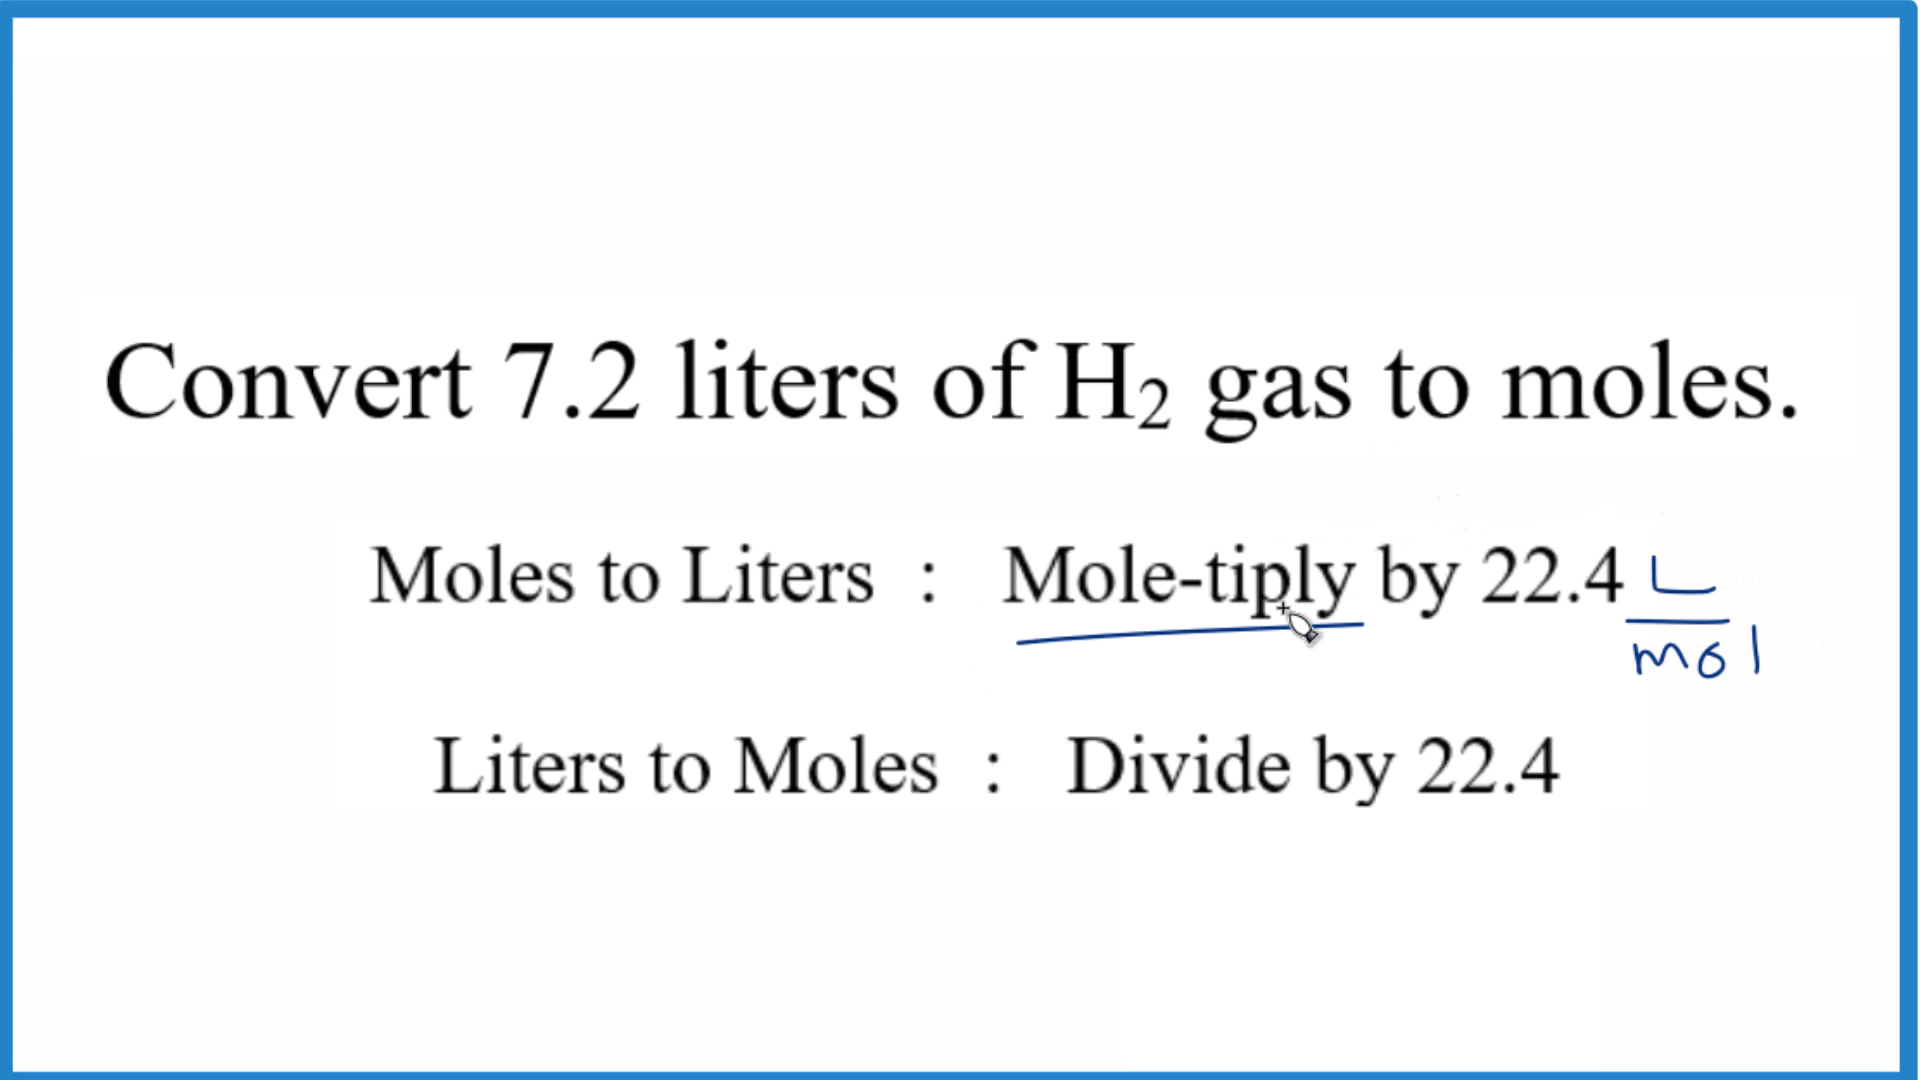 Convert 7.2 liters of H₂ gas to moles.
Moles to Liters : Mole-tiply by 22.4 L
mol
Liters to Moles : Divide by 22.4